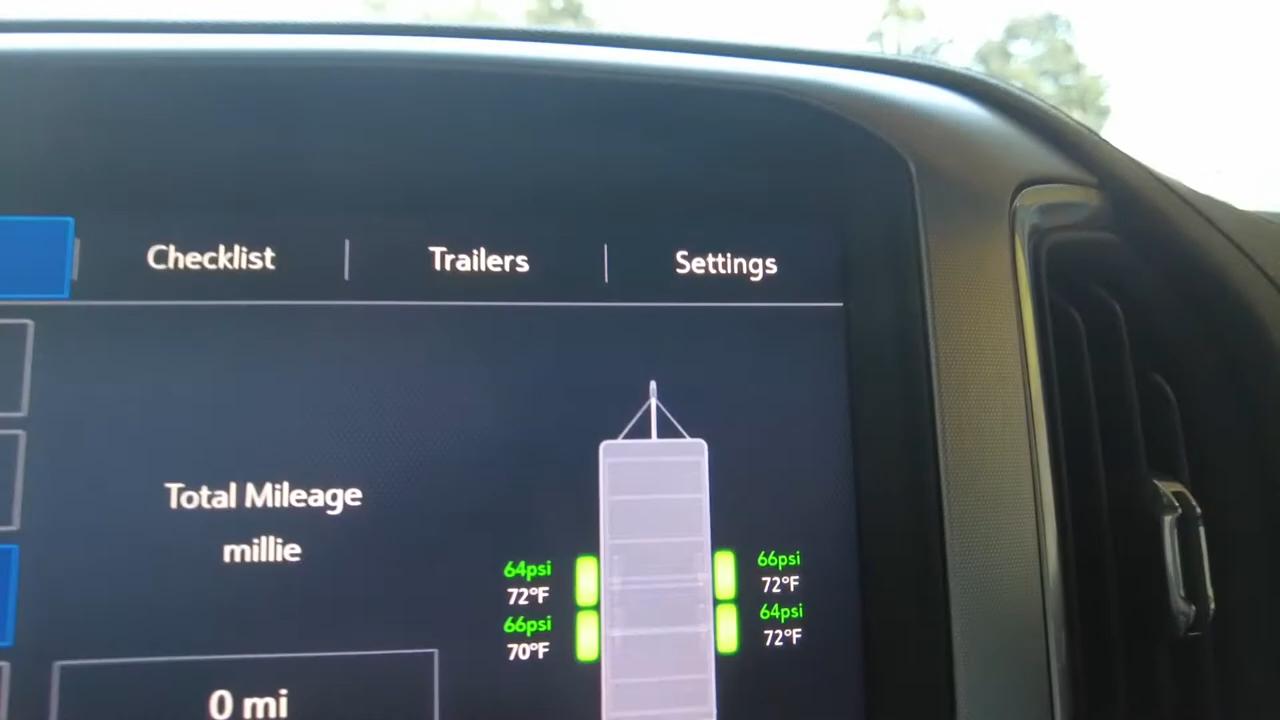 Checklist
Trailers
Settings
Total Mileage
millie
0 mi
64psi
72°F
66psi
70°F
66psi
72°F
64psi
72°F